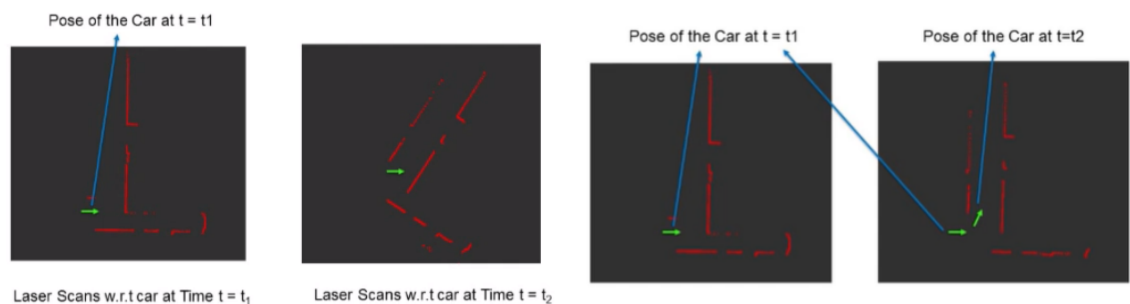 Pose of the Car at t = t1
Pose of the Car at t = t1
Pose of the Car at t=t2
Laser Scans w.r.t car at Time t = t₁
Laser Scans w.r.t car at Time t = t₂